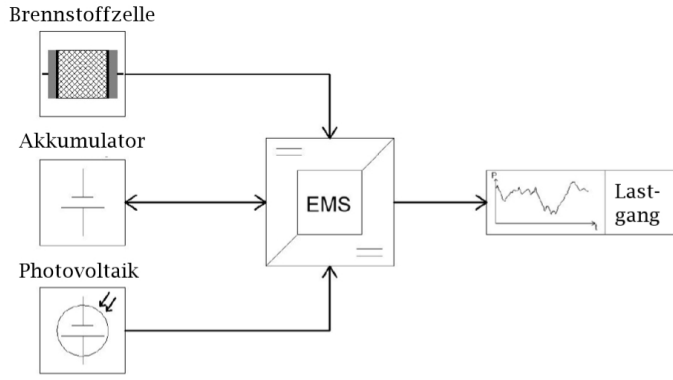 Brennstoffzelle
Akkumulator
EMS
P
t
Last-
gang
Photovoltaik